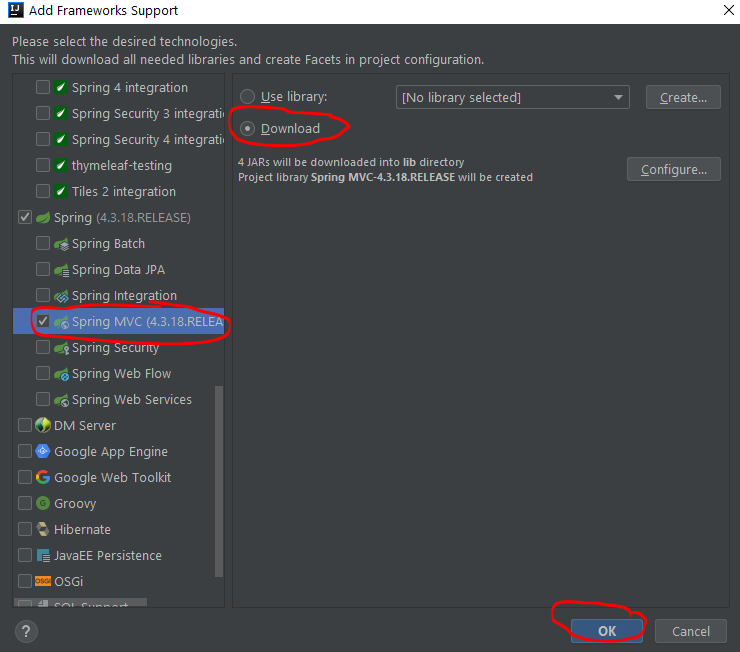 Add Frameworks Support
Please select the desired technologies.
This will download all needed libraries and create Facets in project configuration.
Spring 4 integration
Spring Security 3 integrati
Spring Security 4 integrati
thymeleaf-testing
Tiles 2 integration
Spring (4.3.18.RELEASE)
Spring Batch
Spring Data JPA
Spring Integration
Spring MVC (4.3.18.RELEA
Spring Security
Spring Web Flow
Spring Web Services
DM Server
Google App Engine
Google Web Toolkit
Groovy
Hibernate
JavaEE Persistence
OSGi
SQL Support
Use library:
[No library selected]
Create...
Download
4 JARs will be downloaded into lib directory
Project library Spring MVC-4.3.18.RELEASE will be created
Configure...
?
OK
Cancel